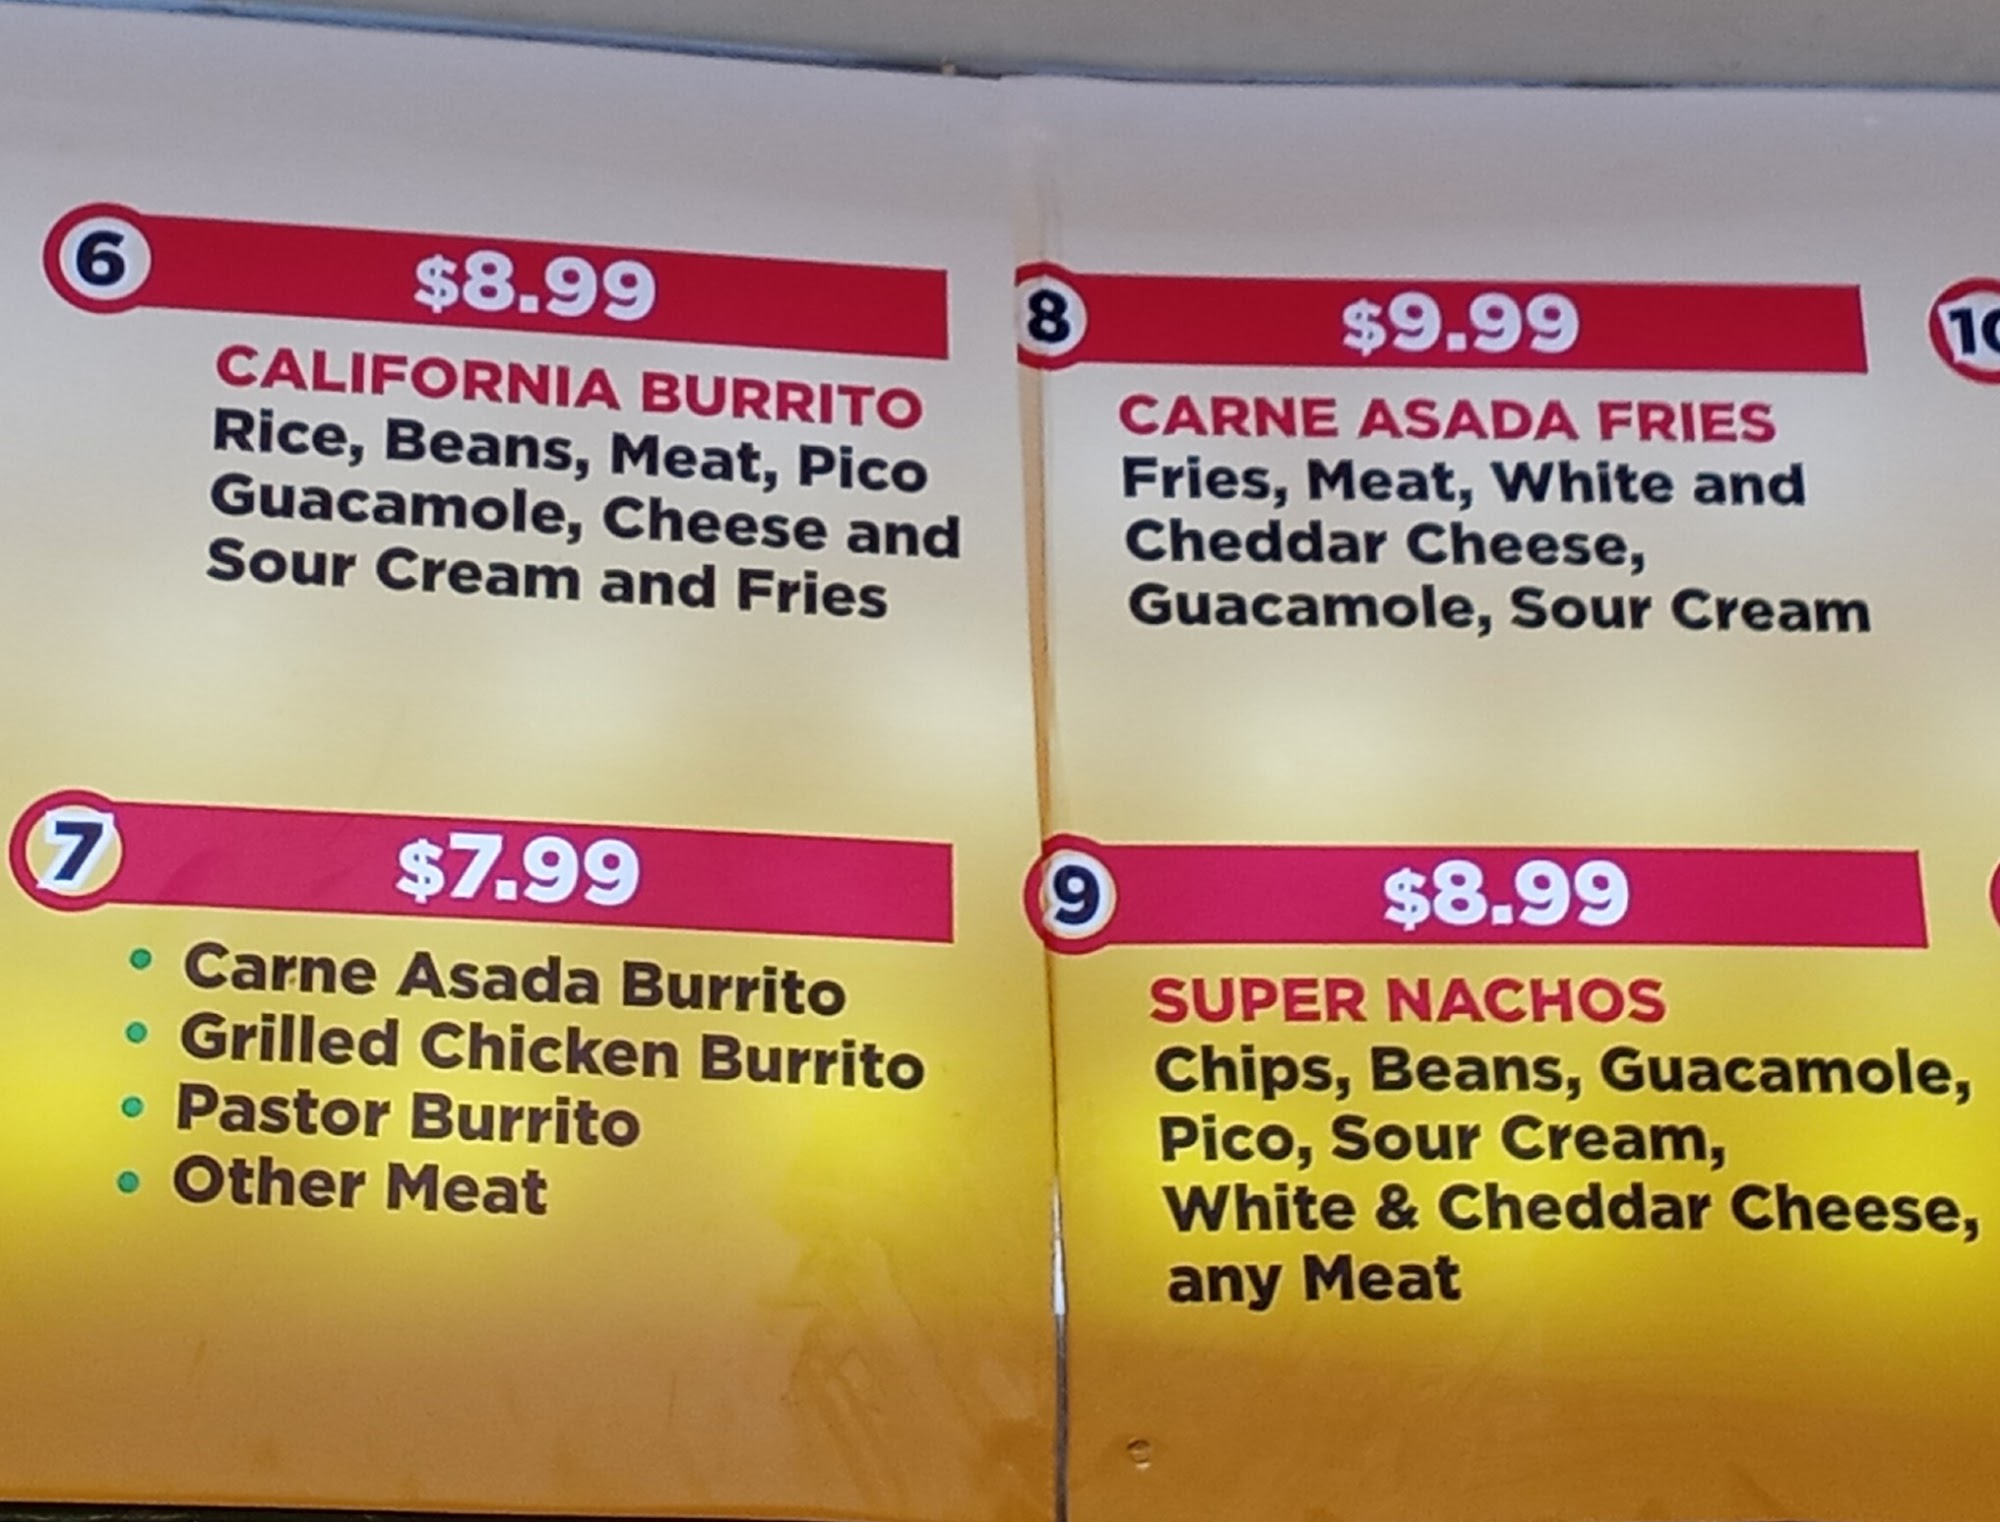 6
$8.99
CALIFORNIA BURRITO
Rice, Beans, Meat, Pico
Guacamole, Cheese and
Sour Cream and Fries
7
$7.99
• Carne Asada Burrito
• Grilled Chicken Burrito
• Pastor Burrito
• Other Meat
8
$9.99
CARNE ASADA FRIES
Fries, Meat, White and
Cheddar Cheese,
Guacamole, Sour Cream
9
$8.99
SUPER NACHOS
Chips, Beans, Guacamole,
Pico, Sour Cream,
White & Cheddar Cheese,
any Meat
10